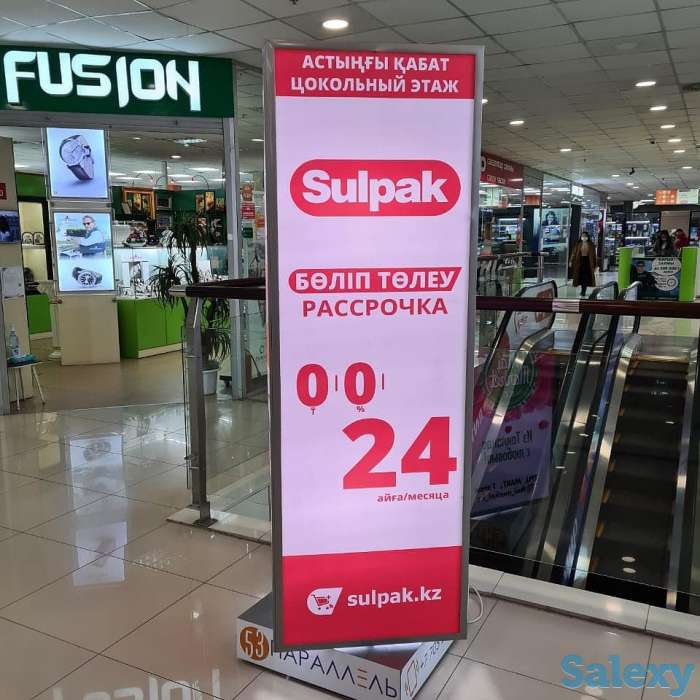 FUSION
АСТЫҢҒЫ ҚАБАТ
ЦОКОЛЬНЫЙ ЭТАЖ
Sulpak
БӨЛІП ТӨЛЕУ
РАССРОЧКА
0 0
т %
24
айға/месяца
sulpak.kz
53
ПАРАЛЛЕЛЬ
Salexy